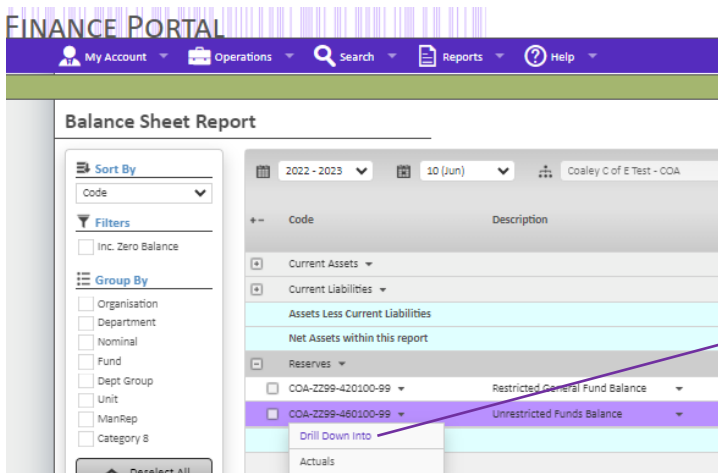 FINANCE PORTAL
My Account Operations Search Reports Help
Balance Sheet Report
Sort By
Code
Filters
Inc. Zero Balance
Group By
Organisation
Department
Nominal
Fund
Dept Group
Unit
ManRep
Category 8
Deselect All
2022 - 2023 10 (Jun) Coaley C of E Test - COA
+ - Code Description
Current Assets
Current Liabilities
Assets Less Current Liabilities
Net Assets within this report
Reserves
COA-ZZ99-420100-99 Restricted General Fund Balance
COA-ZZ99-460100-99 Unrestricted Funds Balance
Drill Down Into
Actuals